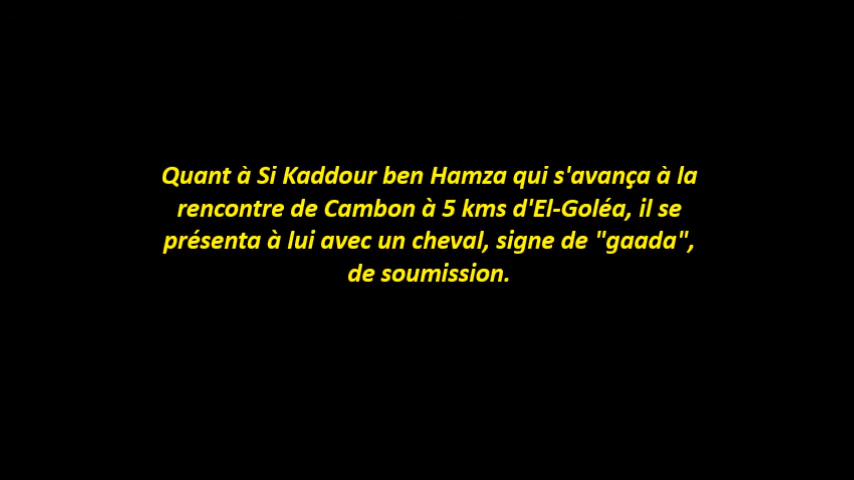 Quant à Si Kaddour ben Hamza qui s'avança à la
rencontre de Cambon à 5 kms d'El-Goléa, il se
présenta à lui avec un cheval, signe de "gaada",
de soumission.